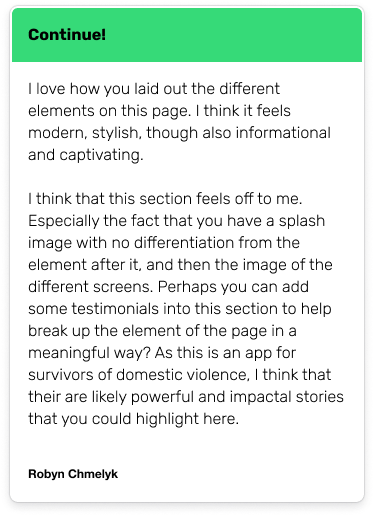 Continue!
I love how you laid out the different
elements on this page. I think it feels
modern, stylish, though also informational
and captivating.
I think that this section feels off to me.
Especially the fact that you have a splash
image with no differentiation from the
element after it, and then the image of the
different screens. Perhaps you can add
some testimonials into this section to help
break up the element of the page in a
meaningful way? As this is an app for
survivors of domestic violence, I think that
their are likely powerful and impactal stories
that you could highlight here.
Robyn Chmelyk